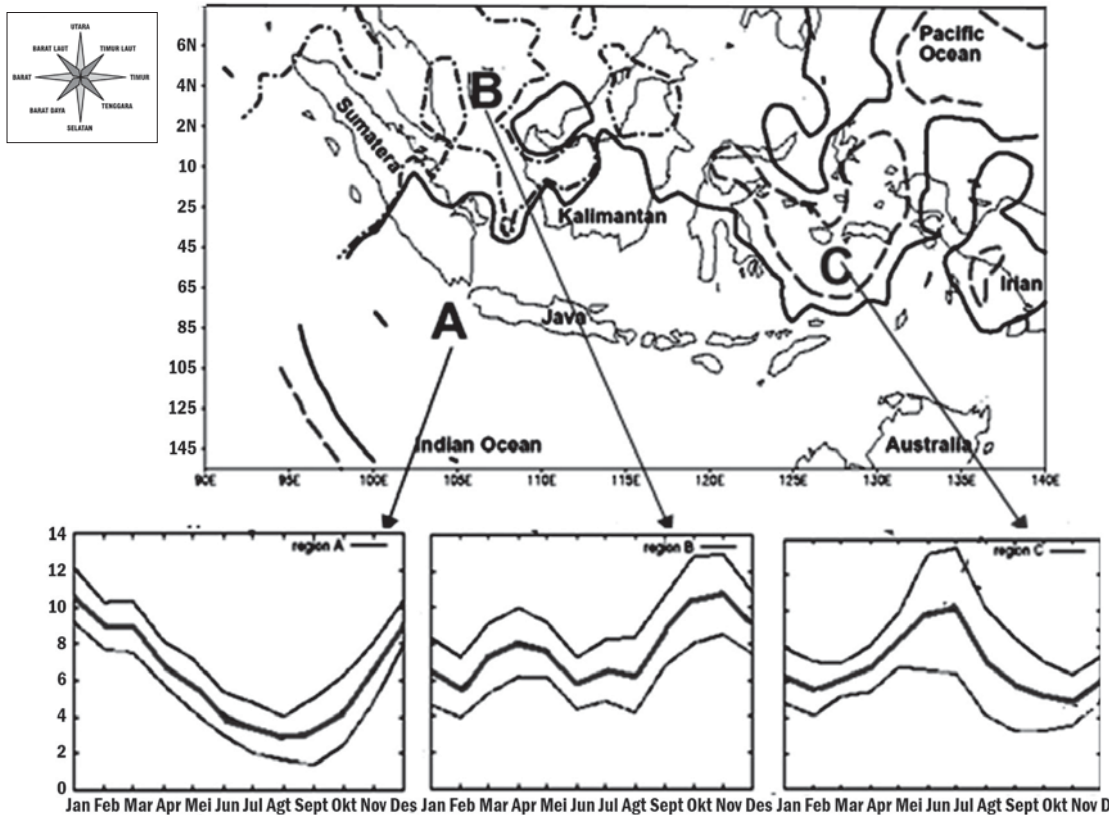 UTARA
BARAT LAUT
TIMUR LAUT
BARAT
TIMUR
BARAT DAYA
TENGGARA
SELATAN
6N
4N
2N
10
25
45
65
85
105
125
145
Pacific
Ocean
B
Sumatera
Kalimantan
C
Irian
A
Java
Indian Ocean
Australia
90E 95E 100E 105E 110E 115E 120E 125E 125E 130E 140E
14
12
10
8
6
4
2
0
region A
region B
region C
Jan Feb Mar Apr Mei Jun Jul Agt Sept Okt Nov Des
Jan Feb Mar Apr Mei Jun Jul Agt Sept Okt Nov Des
Jan Feb Mar Apr Mei Jun Jul Agt Sept Okt Nov D